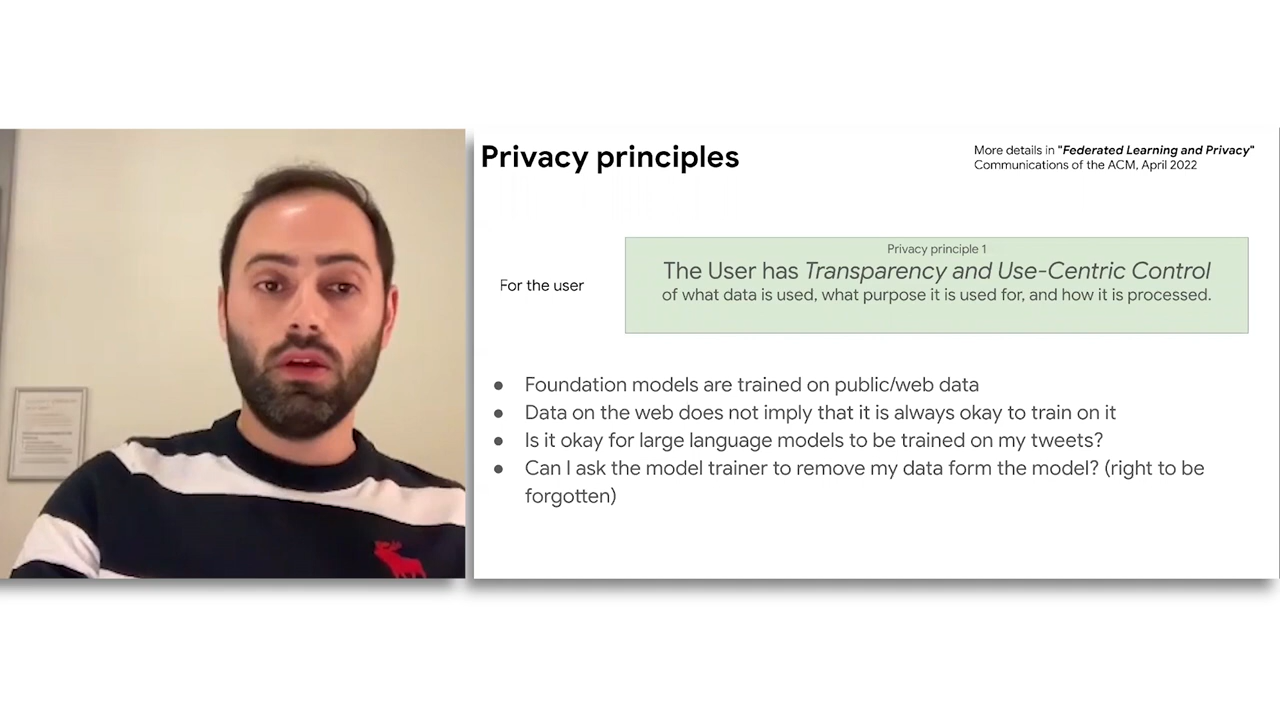 Privacy principles
More details in "Federated Learning and Privacy"
Communications of the ACM, April 2022
For the user
Privacy principle 1
The User has Transparency and Use-Centric Control
of what data is used, what purpose it is used for, and how it is processed.
● Foundation models are trained on public/web data
● Data on the web does not imply that it is always okay to train on it
● Is it okay for large language models to be trained on my tweets?
● Can I ask the model trainer to remove my data form the model? (right to be
forgotten)